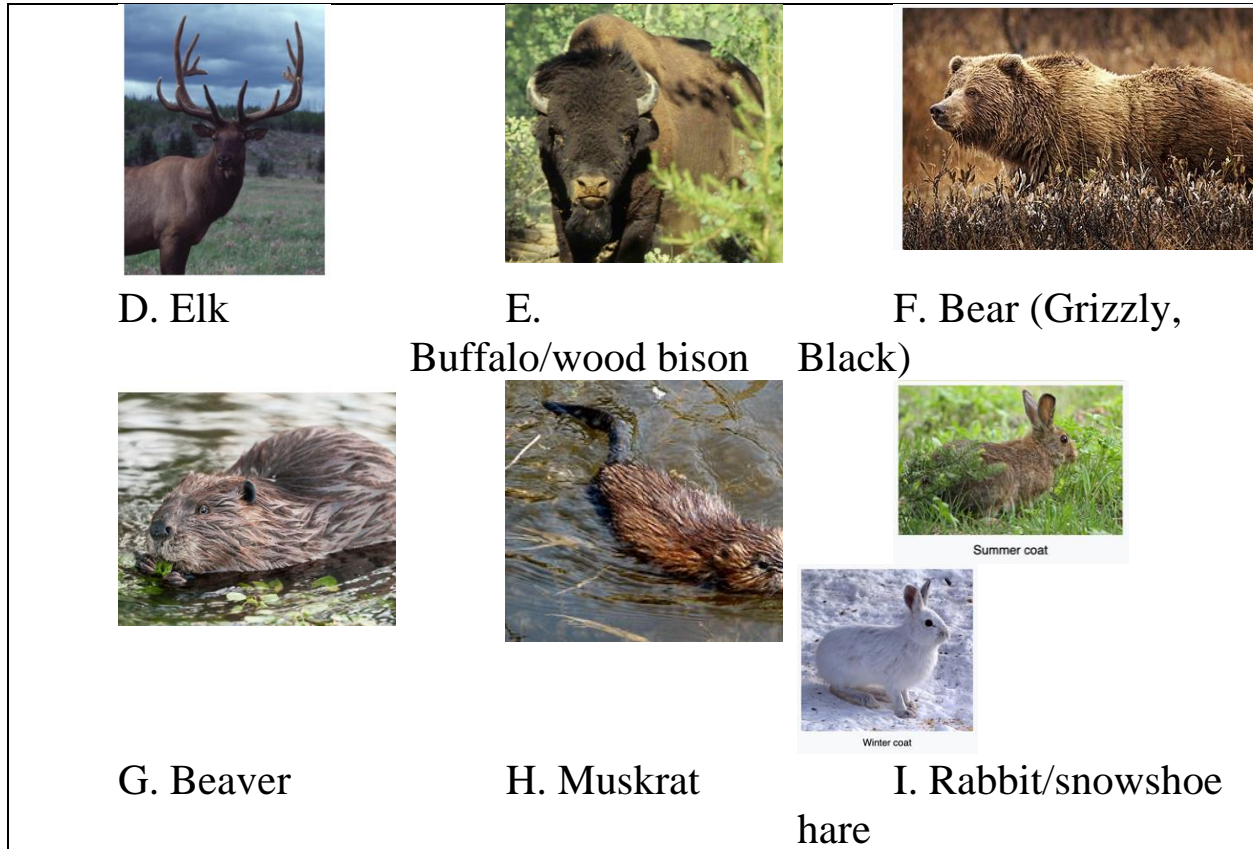 D. Elk
E.
Buffalo/wood bison
F. Bear (Grizzly,
Black)
Summer coat
Winter coat
G. Beaver
H. Muskrat
I. Rabbit/snowshoe
hare